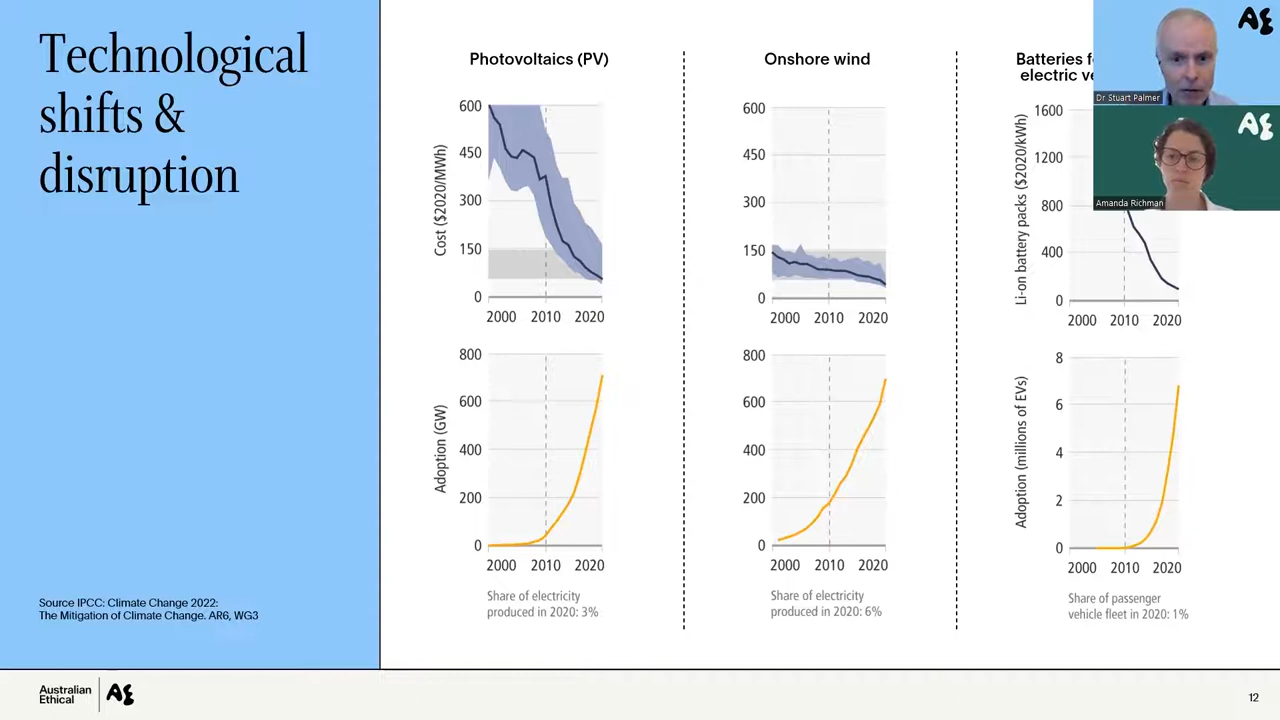 Technological
shifts &
disruption
Source IPCC: Climate Change 2022:
The Mitigation of Climate Change. AR6, WG3
Australian
Ethical
Photovoltaics (PV)
Cost ($2020/MWh)
600
450
300
150
0
2000 2010 2020
Adoption (GW)
800
600
400
200
0
2000 2010 2020
Share of electricity
produced in 2020: 3%
Onshore wind
600
450
300
150
0
2000 2010 2020
800
600
400
200
0
2000 2010 2020
Share of electricity
produced in 2020: 6%
Batteries
electric
Li-on battery packs ($2020/kWh)
1600
1200
800
400
0
2000 2010 2020
Adoption (millions of EVs)
8
6
4
2
0
2000 2010 2020
Share of passenger
vehicle fleet in 2020: 1%
Dr Stuart Palmer
Amanda Richman
AE
AE
AE
12